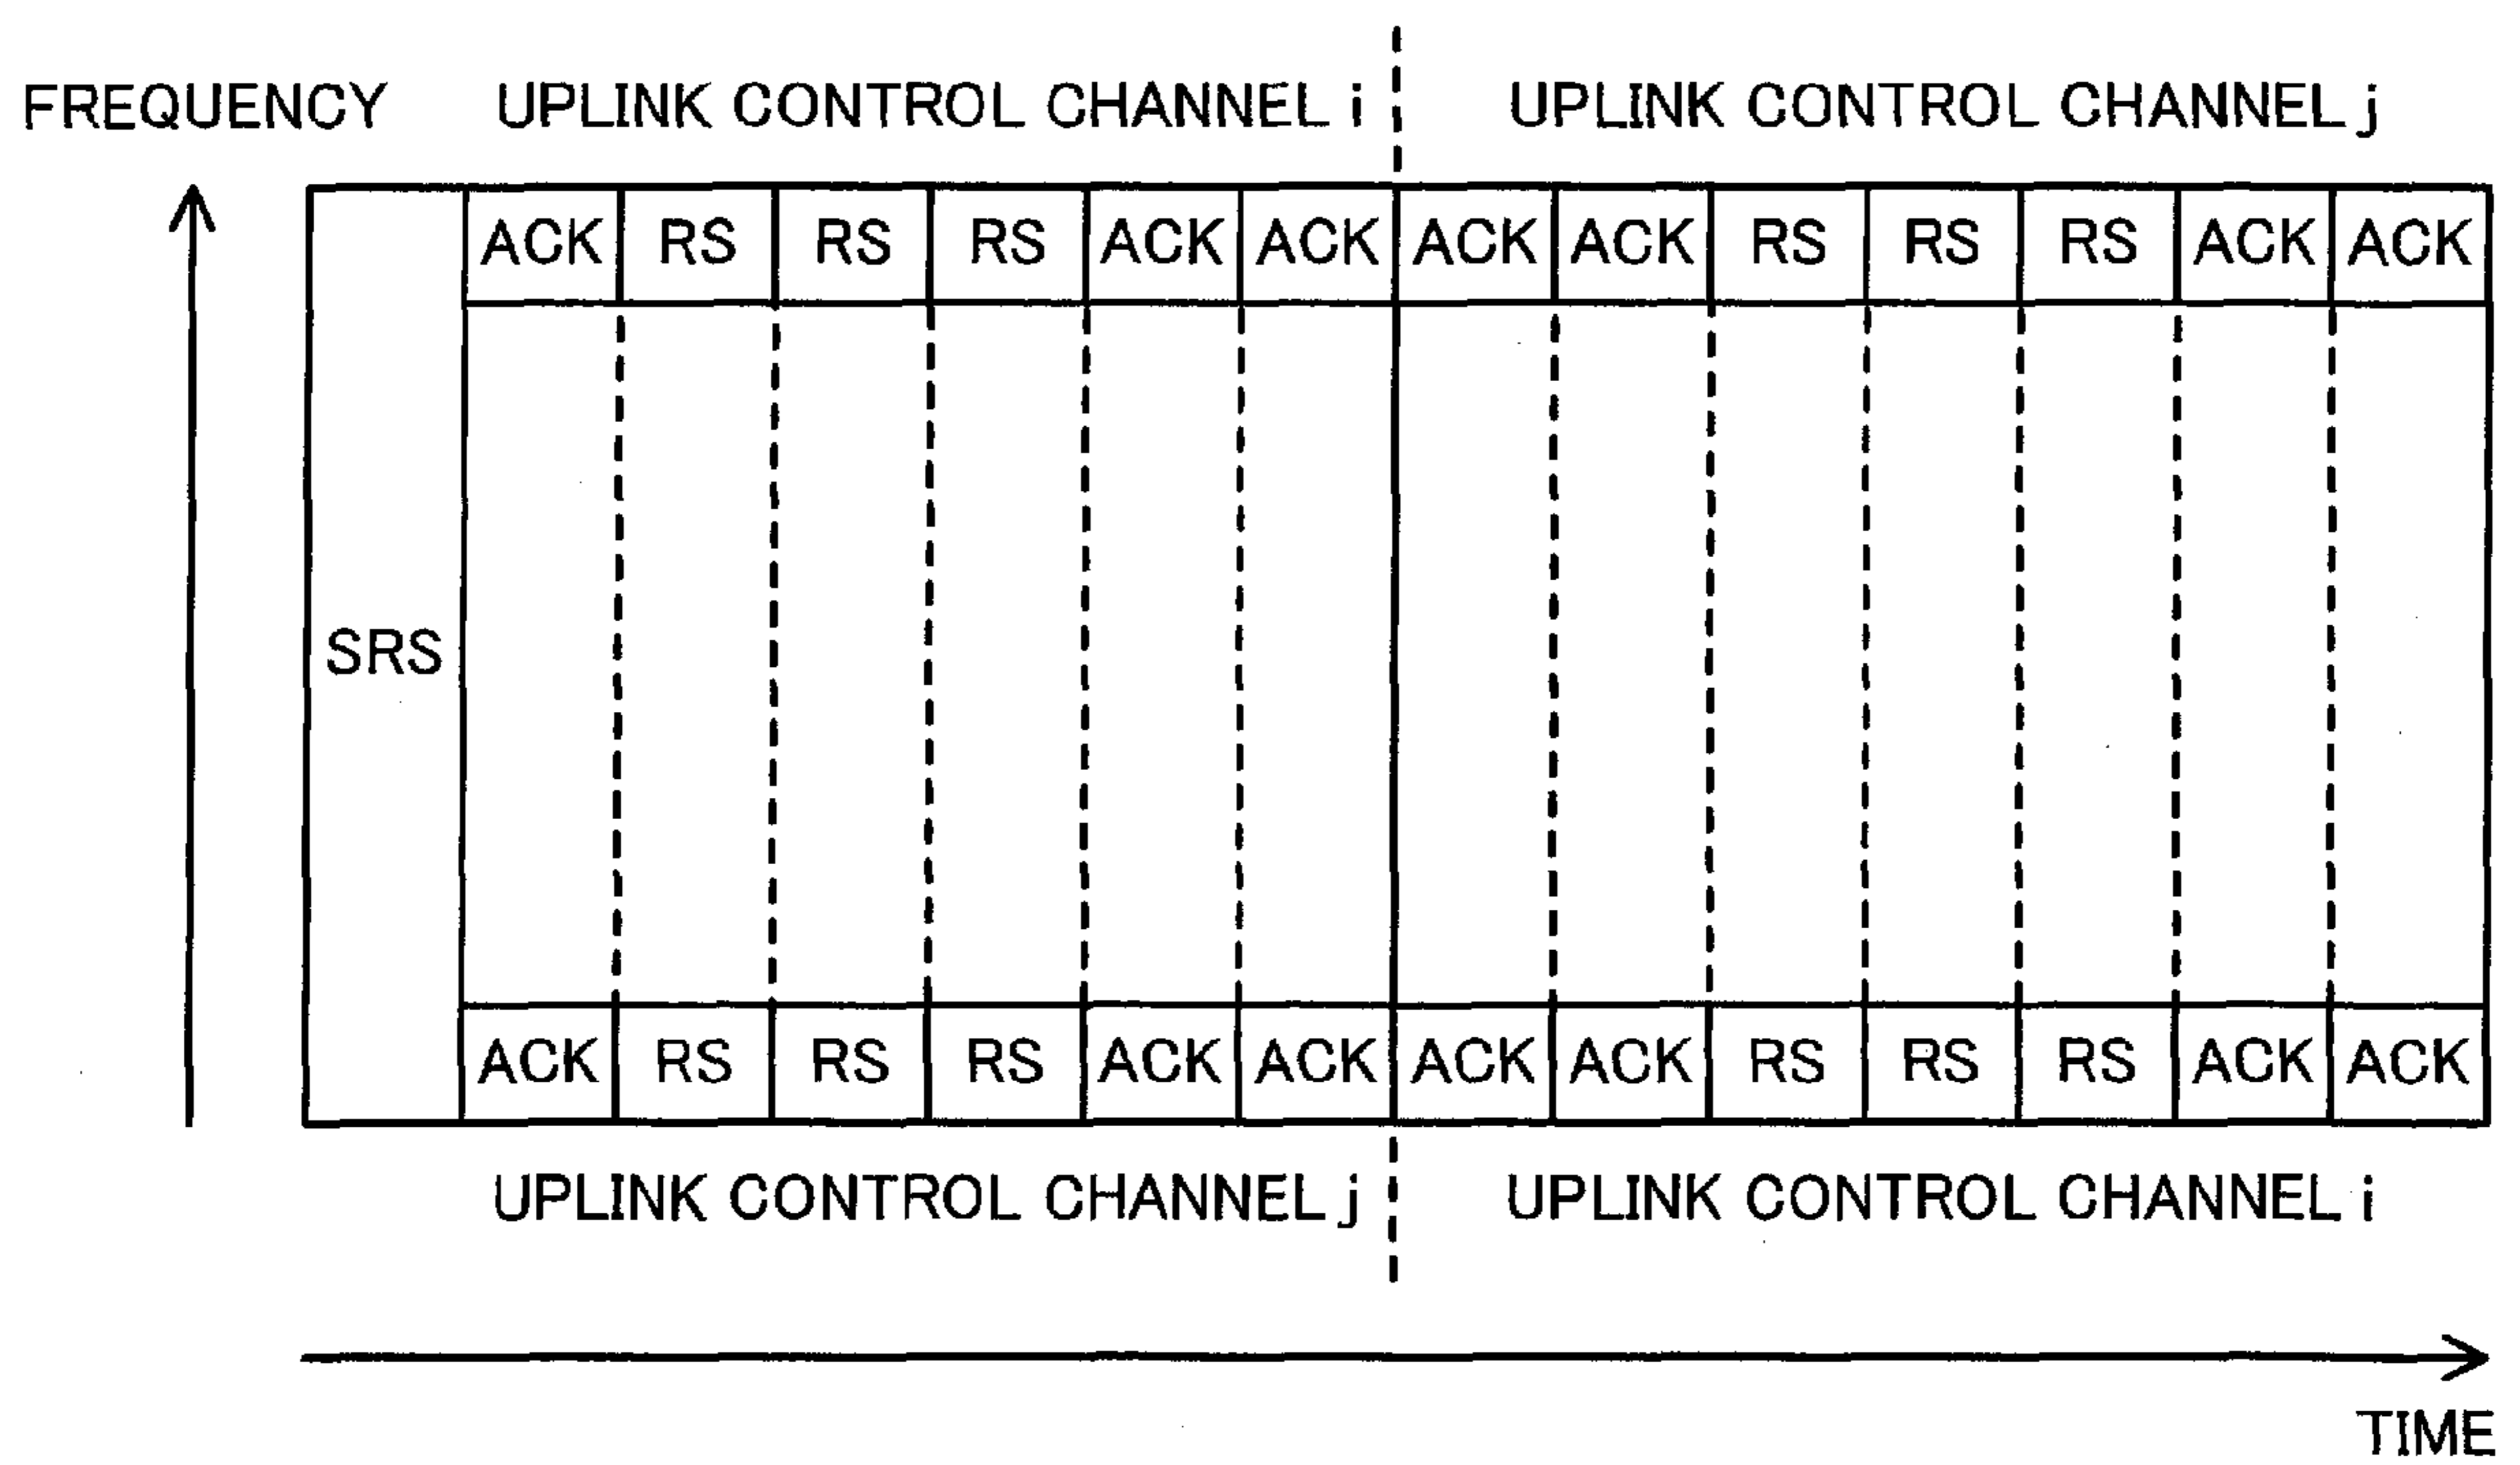 FREQUENCY
UPLINK CONTROL CHANNEL i
UPLINK CONTROL CHANNEL j
ACK RS RS RS ACK ACK ACK ACK RS RS RS ACK ACK
SRS
ACK RS RS RS ACK ACK ACK ACK RS RS RS ACK ACK
UPLINK CONTROL CHANNEL j
UPLINK CONTROL CHANNEL i
TIME